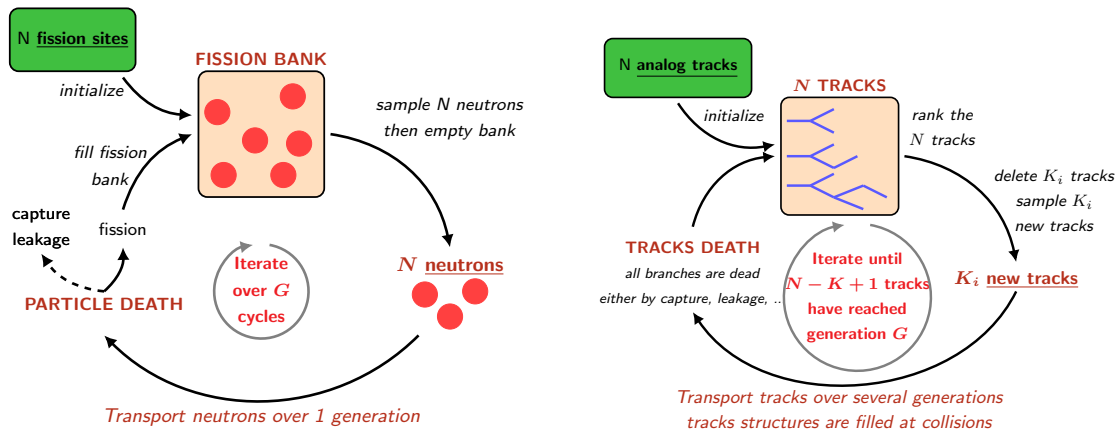 N fission sites
FISSION BANK
initialize
sample N neutrons
then empty bank
fill fission
bank
capture
leakage
fission
PARTICLE DEATH
Iterate
over G
cycles
N neutrons
Transport neutrons over 1 generation
N analog tracks
N TRACKS
initialize
rank the
N tracks
delete K_i tracks
sample K_i
new tracks
TRACKS DEATH
all branches are dead
either by capture, leakage, ..
Iterate until
N − K + 1 tracks
have reached
generation G
K_i new tracks
Transport tracks over several generations
tracks structures are filled at collisions